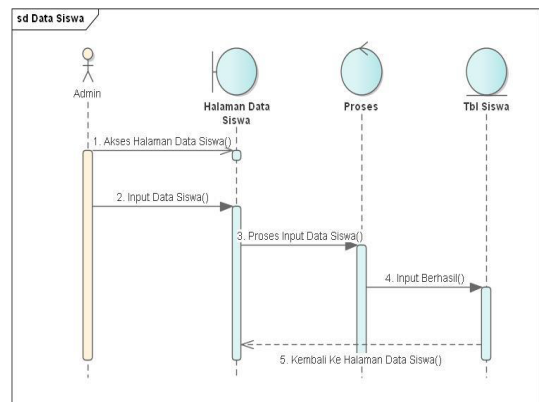 sd Data Siswa
Admin
Halaman Data
Siswa
Proses
Tbl Siswa
1. Akses Halaman Data Siswa()
2. Input Data Siswa()
3. Proses Input Data Siswa()
4. Input Berhasil()
5. Kembali Ke Halaman Data Siswa()